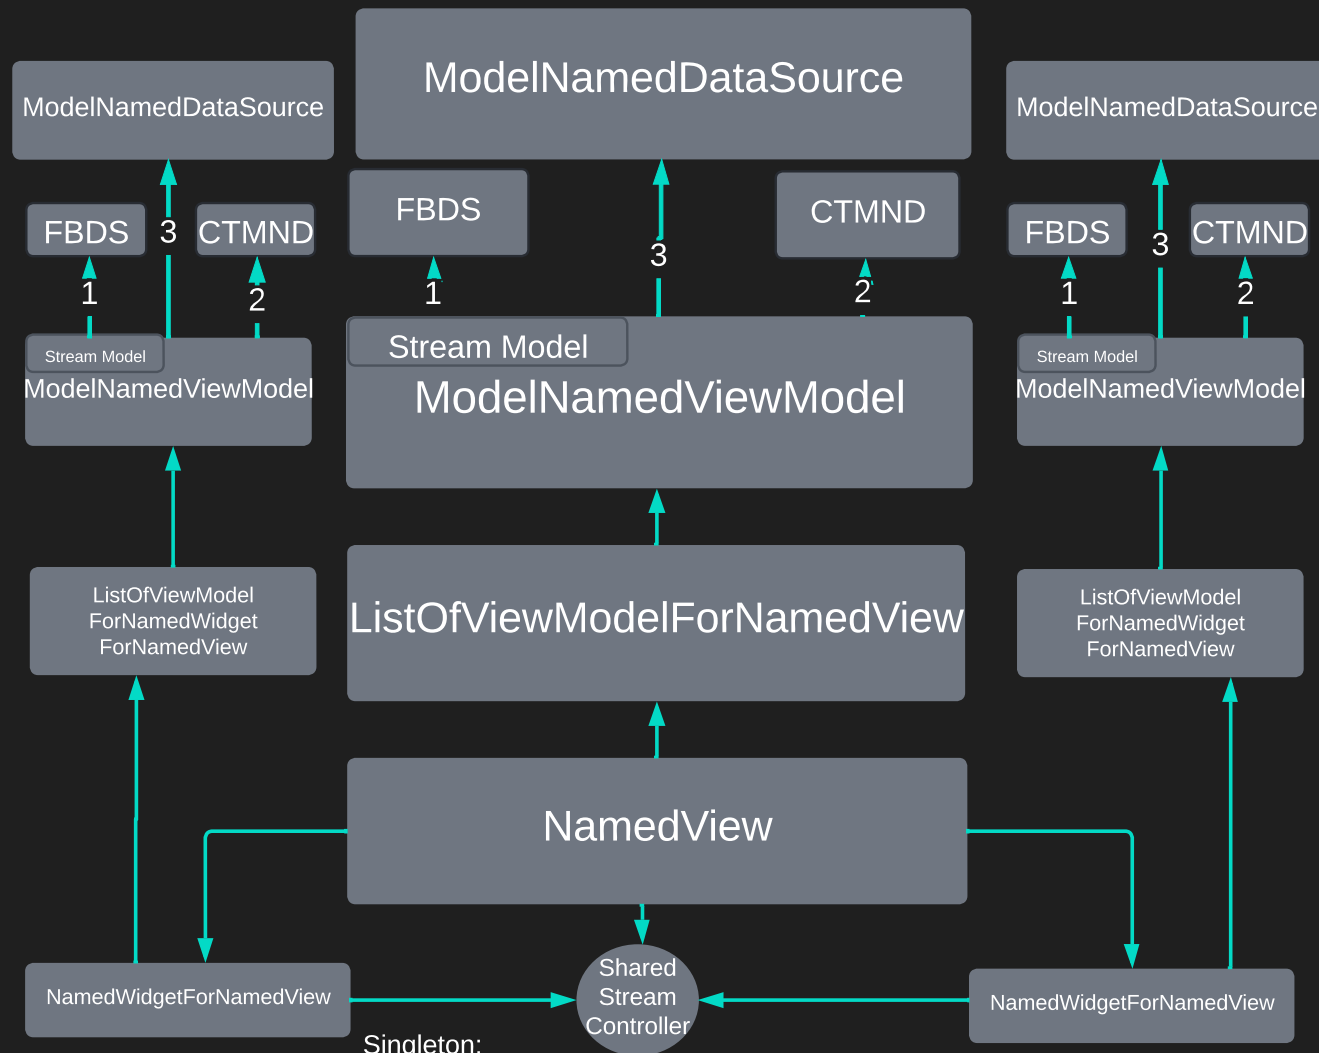 ModelNamedDataSource
ModelNamedDataSource
ModelNamedDataSource
FBDS
3
CTMND
FBDS
3
CTMND
FBDS
3
CTMND
1
2
1
2
1
2
Stream Model
ModelNamedViewModel
Stream Model
ModelNamedViewModel
Stream Model
ModelNamedViewModel
ListOfViewModel
ForNamedWidget
ForNamedView
ListOfViewModelForNamedView
ListOfViewModel
ForNamedWidget
ForNamedView
NamedView
NamedWidgetForNamedView
Shared
Stream
Controller
NamedWidgetForNamedView
Singleton: